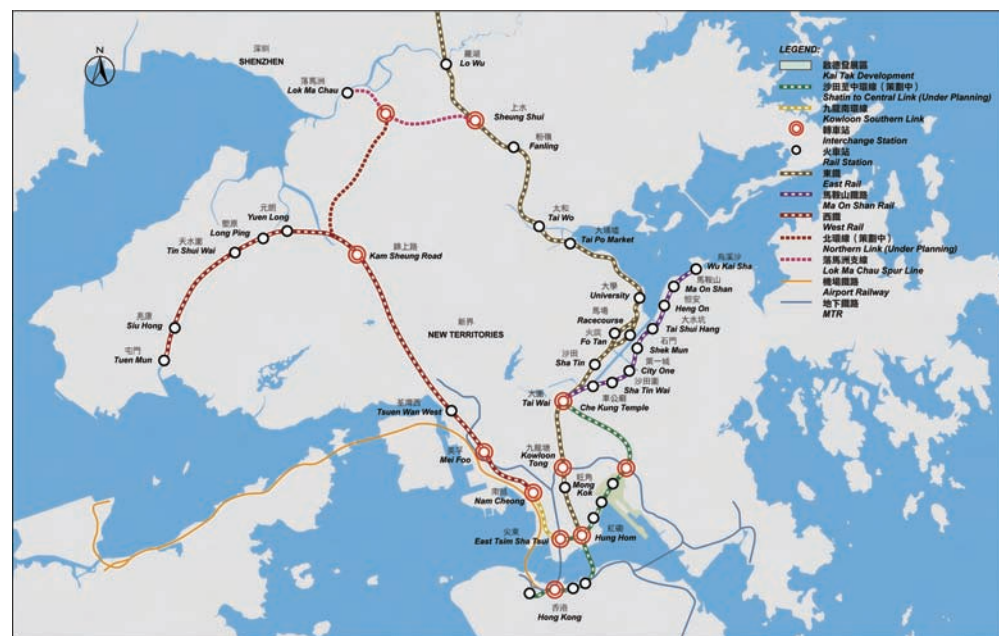 N
深圳
SHENZHEN
落馬洲
Lok Ma Chau
羅湖
Lo Wu
上水
Sheung Shui
粉嶺
Fanling
太和
Tai Wo
大埔墟
Tai Po Market
大學
University
馬場
Racecourse
火炭
Fo Tan
沙田
Sha Tin
大圍
Tai Wai
烏溪沙
Wu Kai Sha
馬鞍山
Ma On Shan
恒安
Heng On
大水坑
Tai Shui Hang
石門
Shek Mun
第一城
City One
沙田圍
Sha Tin Wai
車公廟
Che Kung Temple
元朗
Yuen Long
朗屏
Long Ping
天水圍
Tin Shui Wai
兆康
Siu Hong
屯門
Tuen Mun
錦上路
Kam Sheung Road
新界
NEW TERRITORIES
荃灣西
Tsuen Wan West
美孚
Mei Foo
南昌
Nam Cheong
九龍塘
Kowloon
Tong
旺角
Mong
Kok
尖東
East Tsim Sha Tsui
紅磡
Hung Hom
香港
Hong Kong
LEGEND:
啟德發展區
Kai Tak Development
沙田至中環線（策劃中）
Shatin to Central Link (Under Planning)
九龍南環線
Kowloon Southern Link
轉車站
Interchange Station
火車站
Rail Station
東鐵
East Rail
馬鞍山鐵路
Ma On Shan Rail
西鐵
West Rail
北環線（策劃中）
Northern Link (Under Planning)
落馬洲支線
Lok Ma Chau Spur Line
機場鐵路
Airport Railway
地下鐵路
MTR